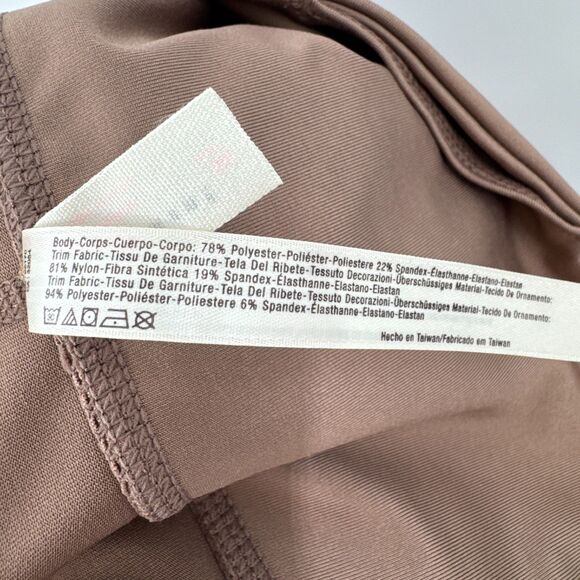 Body-Corps-Cuerpo-Corpo: 78% Polyester-Poliéster-Poliestere 22% Spandex-Élasthanne-Elastano-Elastan
Trim Fabric-Tissu De Garniture-Tela Del Ribete-Tessuto Decorazioni-Überschüssiges Material-Tecido De Ornamento:
81% Nylon-Fibra Sintética 19% Spandex-Élasthanne-Elastano-Elastan
Trim Fabric-Tissu De Garniture-Tela Del Ribete-Tessuto Decorazioni-Überschüssiges Material-Tecido De Ornamento:
94% Polyester-Poliéster-Poliestere 6% Spandex-Élasthanne-Elastano-Elastan
Hecho en Taiwan/Fabricado em Taiwan